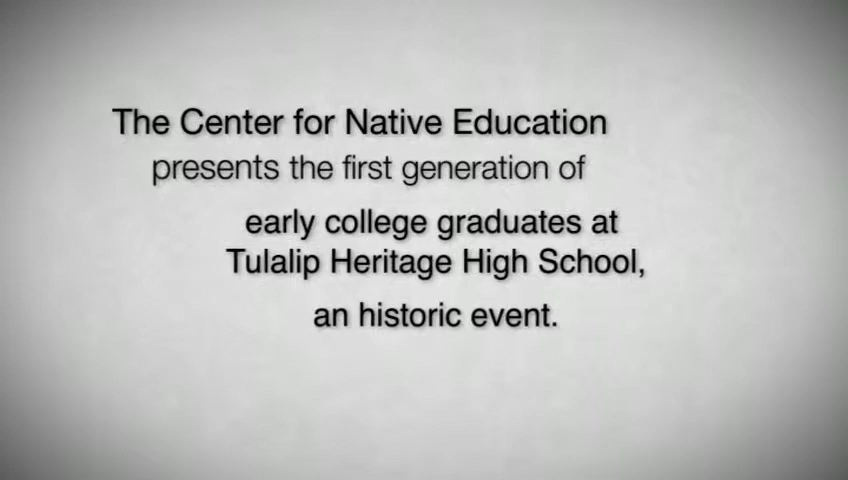 The Center for Native Education
presents the first generation of
early college graduates at
Tulalip Heritage High School,
an historic event.